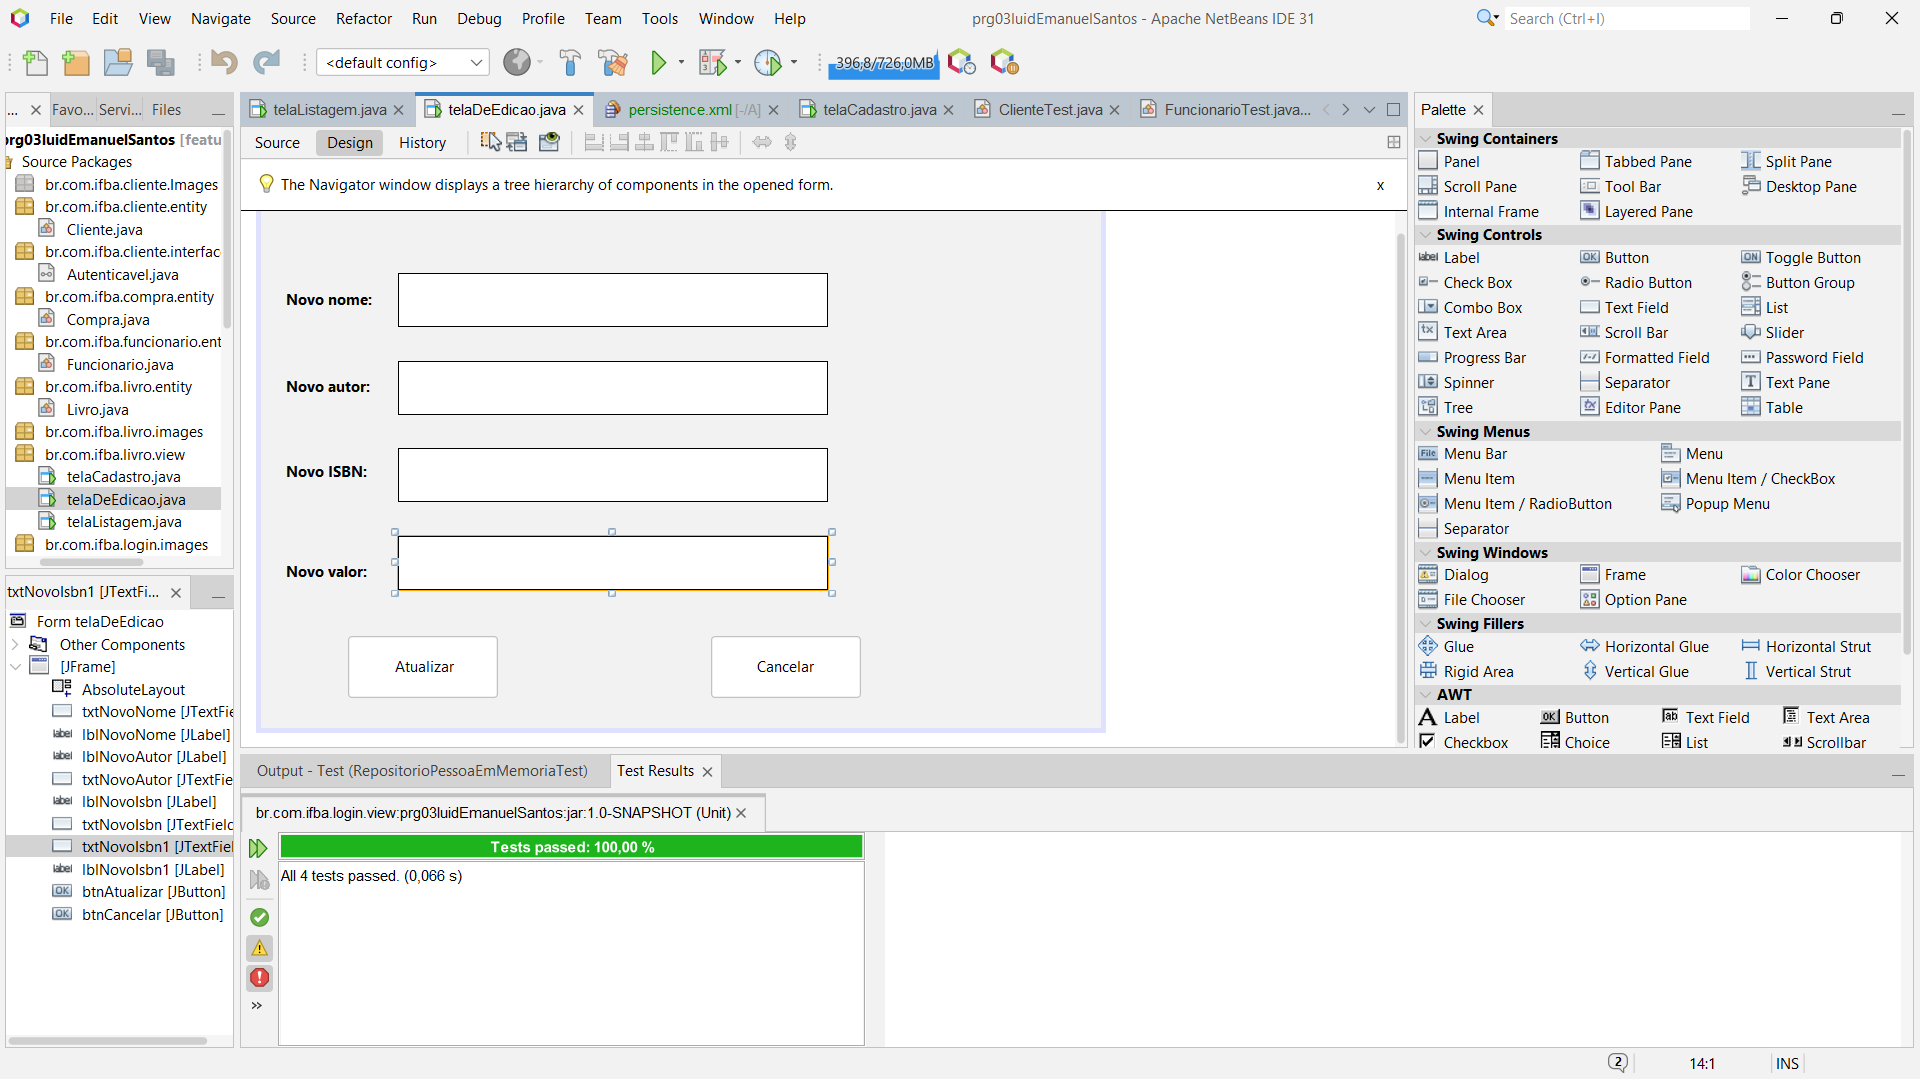 File Edit View Navigate Source Refactor Run Debug Profile Team Tools Window Help
prg03luidEmanuelSantos - Apache NetBeans IDE 31
Search (Ctrl+I)
<default config>
396,8/726,0MB
... Favo... Servi... Files
prg03luidEmanuelSantos [featu
Source Packages
br.com.ifba.cliente.Images
br.com.ifba.cliente.entity
Cliente.java
br.com.ifba.cliente.interfac
Autenticavel.java
br.com.ifba.compra.entity
Compra.java
br.com.ifba.funcionario.ent
Funcionario.java
br.com.ifba.livro.entity
Livro.java
br.com.ifba.livro.images
br.com.ifba.livro.view
telaCadastro.java
telaDeEdicao.java
telaListagem.java
br.com.ifba.login.images
txtNovoIsbn1 [JTextFi...
Form telaDeEdicao
Other Components
[JFrame]
AbsoluteLayout
txtNovoNome [JTextFie
lblNovoNome [JLabel]
lblNovoAutor [JLabel]
txtNovoAutor [JTextFie
lblNovoIsbn [JLabel]
txtNovoIsbn [JTextField
txtNovoIsbn1 [JTextFiel
lblNovoIsbn1 [JLabel]
btnAtualizar [JButton]
btnCancelar [JButton]
telaListagem.java telaDeEdicao.java persistence.xml [-/A] telaCadastro.java ClienteTest.java FuncionarioTest.java...
Source Design History
The Navigator window displays a tree hierarchy of components in the opened form. x
Novo nome:
Novo autor:
Novo ISBN:
Novo valor:
Atualizar Cancelar
Output - Test (RepositorioPessoaEmMemoriaTest) Test Results
br.com.ifba.login.view:prg03luidEmanuelSantos:jar:1.0-SNAPSHOT (Unit)
Tests passed: 100,00 %
All 4 tests passed. (0,066 s)
Palette
Swing Containers
Panel Tabbed Pane Split Pane
Scroll Pane Tool Bar Desktop Pane
Internal Frame Layered Pane
Swing Controls
Label Button Toggle Button
Check Box Radio Button Button Group
Combo Box Text Field List
Text Area Scroll Bar Slider
Progress Bar Formatted Field Password Field
Spinner Separator Text Pane
Tree Editor Pane Table
Swing Menus
Menu Bar Menu
Menu Item Menu Item / CheckBox
Menu Item / RadioButton Popup Menu
Separator
Swing Windows
Dialog Frame Color Chooser
File Chooser Option Pane
Swing Fillers
Glue Horizontal Glue Horizontal Strut
Rigid Area Vertical Glue Vertical Strut
AWT
Label Button Text Field Text Area
Checkbox Choice List Scrollbar
2 14:1 INS